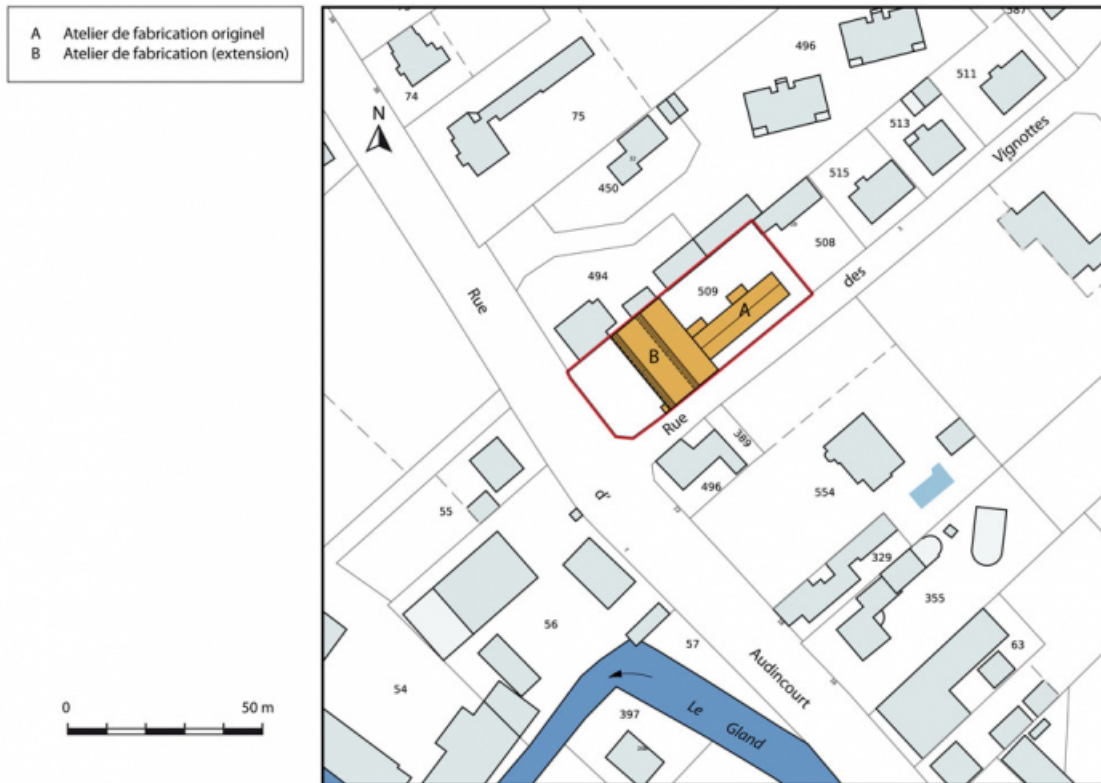 A Atelier de fabrication originel
B Atelier de fabrication (extension)
N
74
75
496
511
513
Vignottes
515
450
508
494
509
des
Rue
A
B
Rue
389
496
554
d'
55
329
355
56
57
63
Audincourt
54
Le Gland
397
0 50 m